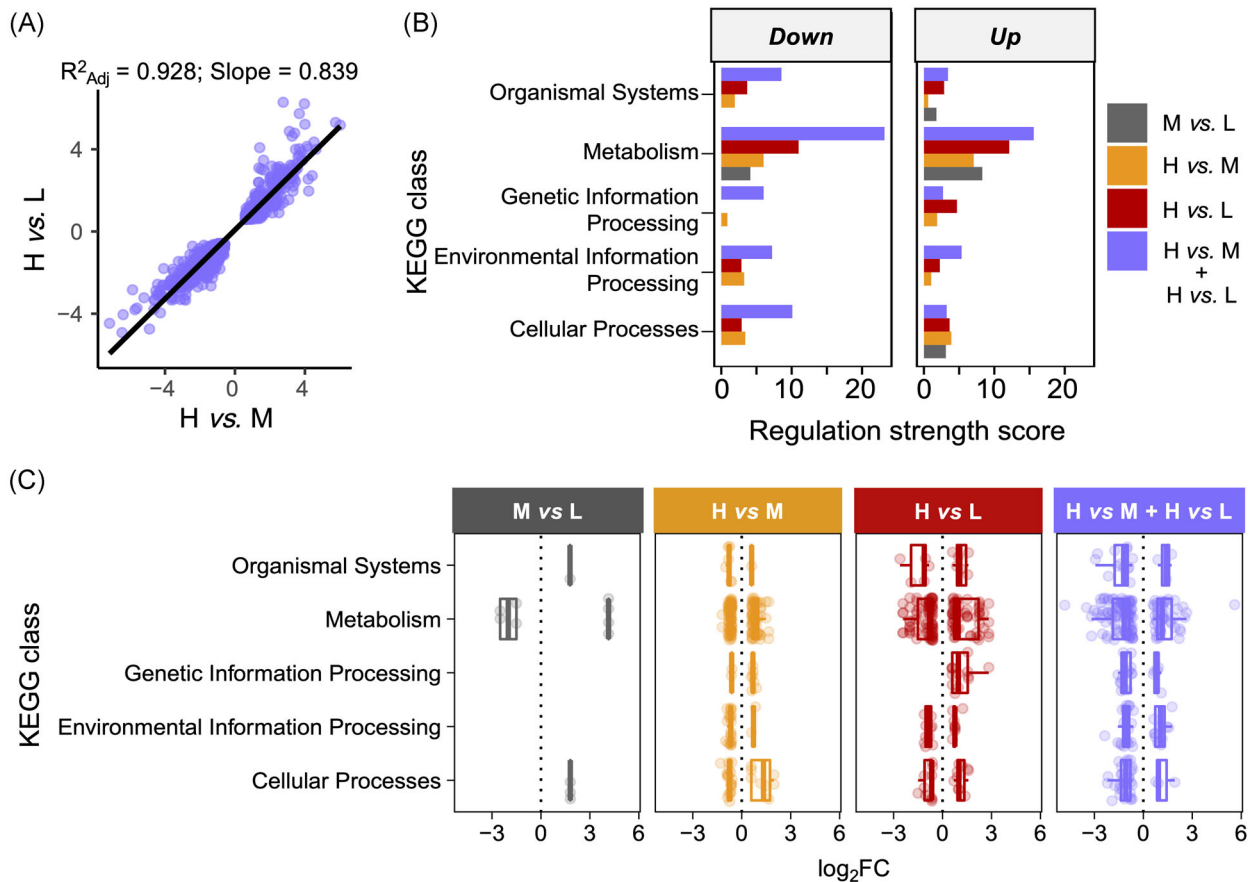 (A)
R²Adj = 0.928; Slope = 0.839
H vs. L
4
0
−4
−4
0
4
H vs. M
(B)
Down
Up
KEGG class
Organismal Systems
Metabolism
Genetic Information
Processing
Environmental Information
Processing
Cellular Processes
0
10
20
0
10
20
Regulation strength score
M vs. L
H vs. M
H vs. L
H vs. M
+
H vs. L
(C)
M vs L
H vs M
H vs L
H vs M + H vs L
KEGG class
Organismal Systems
Metabolism
Genetic Information Processing
Environmental Information Processing
Cellular Processes
−3
0
3
6
−3
0
3
6
−3
0
3
6
−3
0
3
6
log₂FC